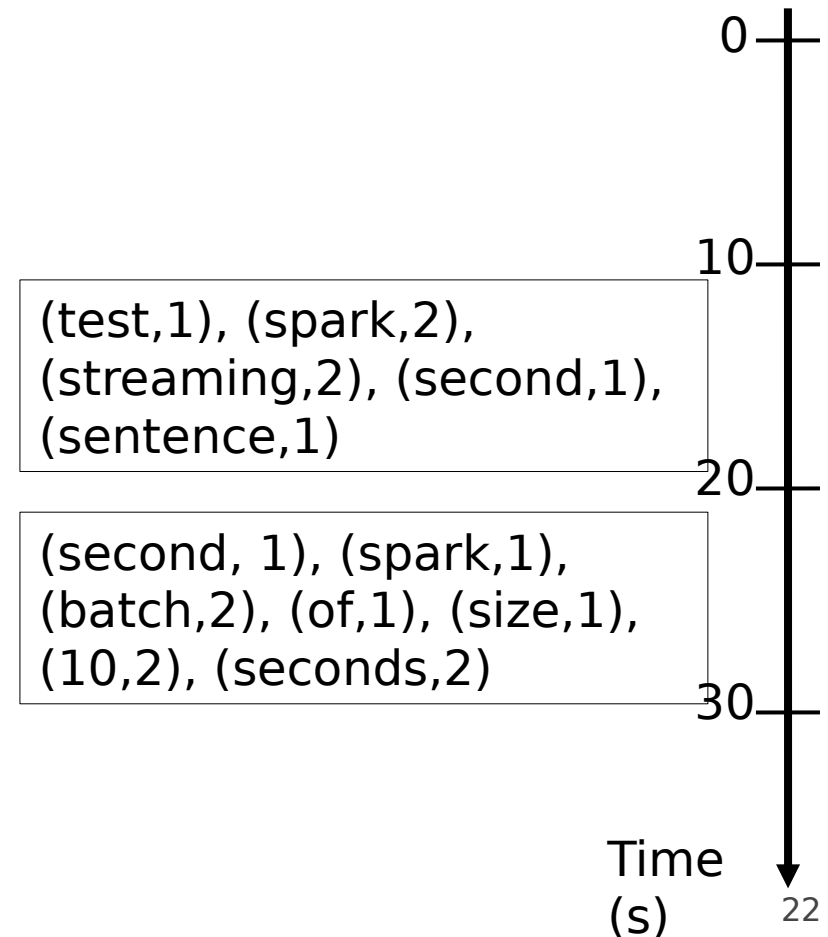 0
10
(test,1), (spark,2),
(streaming,2), (second,1),
(sentence,1)
20
(second, 1), (spark,1),
(batch,2), (of,1), (size,1),
(10,2), (seconds,2)
30
Time
(s)
22